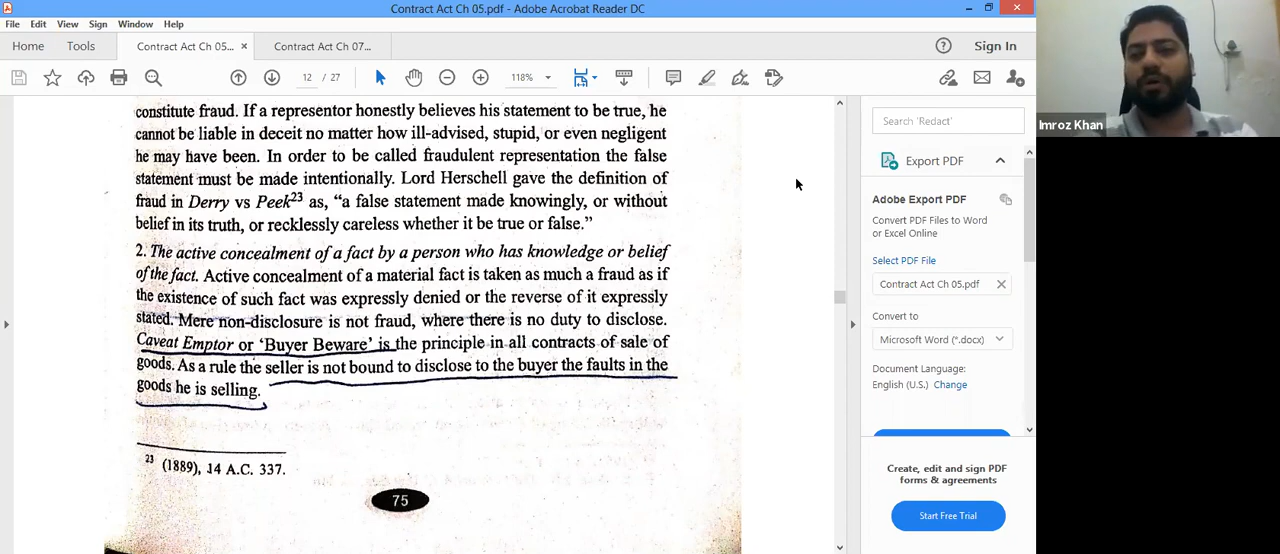 Contract Act Ch 05.pdf - Adobe Acrobat Reader DC
File Edit View Sign Window Help
Home Tools Contract Act Ch 05... × Contract Act Ch 07... Sign In
12 / 27 118%
constitute fraud. If a representor honestly believes his statement to be true, he
cannot be liable in deceit no matter how ill-advised, stupid, or even negligent
he may have been. In order to be called fraudulent representation the false
statement must be made intentionally. Lord Herschell gave the definition of
fraud in Derry vs Peek23 as, “a false statement made knowingly, or without
belief in its truth, or recklessly careless whether it be true or false.”
2. The active concealment of a fact by a person who has knowledge or belief
of the fact. Active concealment of a material fact is taken as much a fraud as if
the existence of such fact was expressly denied or the reverse of it expressly
stated. Mere non-disclosure is not fraud, where there is no duty to disclose.
Caveat Emptor or ‘Buyer Beware’ is the principle in all contracts of sale of
goods. As a rule the seller is not bound to disclose to the buyer the faults in the
goods he is selling.
23 (1889), 14 A.C. 337.
75
Search 'Redact'
Export PDF
Adobe Export PDF
Convert PDF Files to Word
or Excel Online
Select PDF File
Contract Act Ch 05.pdf
Convert to
Microsoft Word (*.docx)
Document Language:
English (U.S.) Change
Create, edit and sign PDF
forms & agreements
Start Free Trial
Imroz Khan